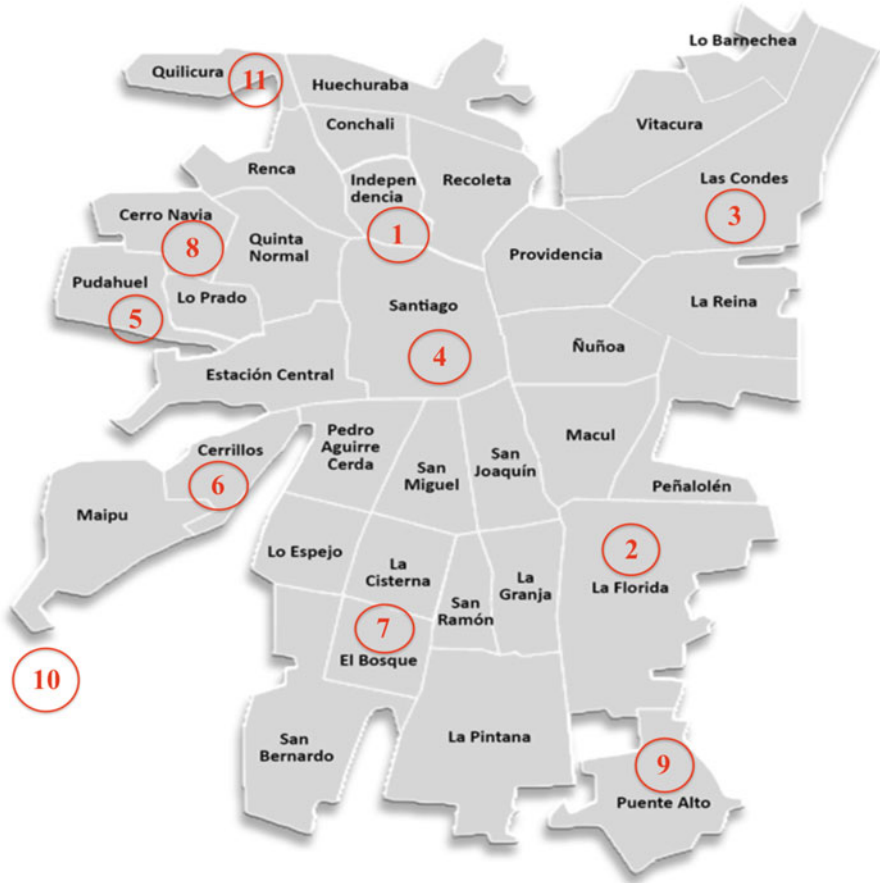 Lo Barnechea
Quilicura
11
Huechuraba
Conchali
Vitacura
Renca
Indepen
dencia
Recoleta
Las Condes
3
Cerro Navia
8
1
Quinta
Normal
Providencia
Pudahuel
5
Lo Prado
Santiago
4
La Reina
Ñuñoa
Estación Central
Pedro
Aguirre
Cerda
Macul
Cerrillos
6
San
Miguel
San
Joaquín
Peñalolén
Maipu
Lo Espejo
La
Cisterna
La
Granja
2
La Florida
San
Ramón
7
El Bosque
10
San
Bernardo
La Pintana
9
Puente Alto